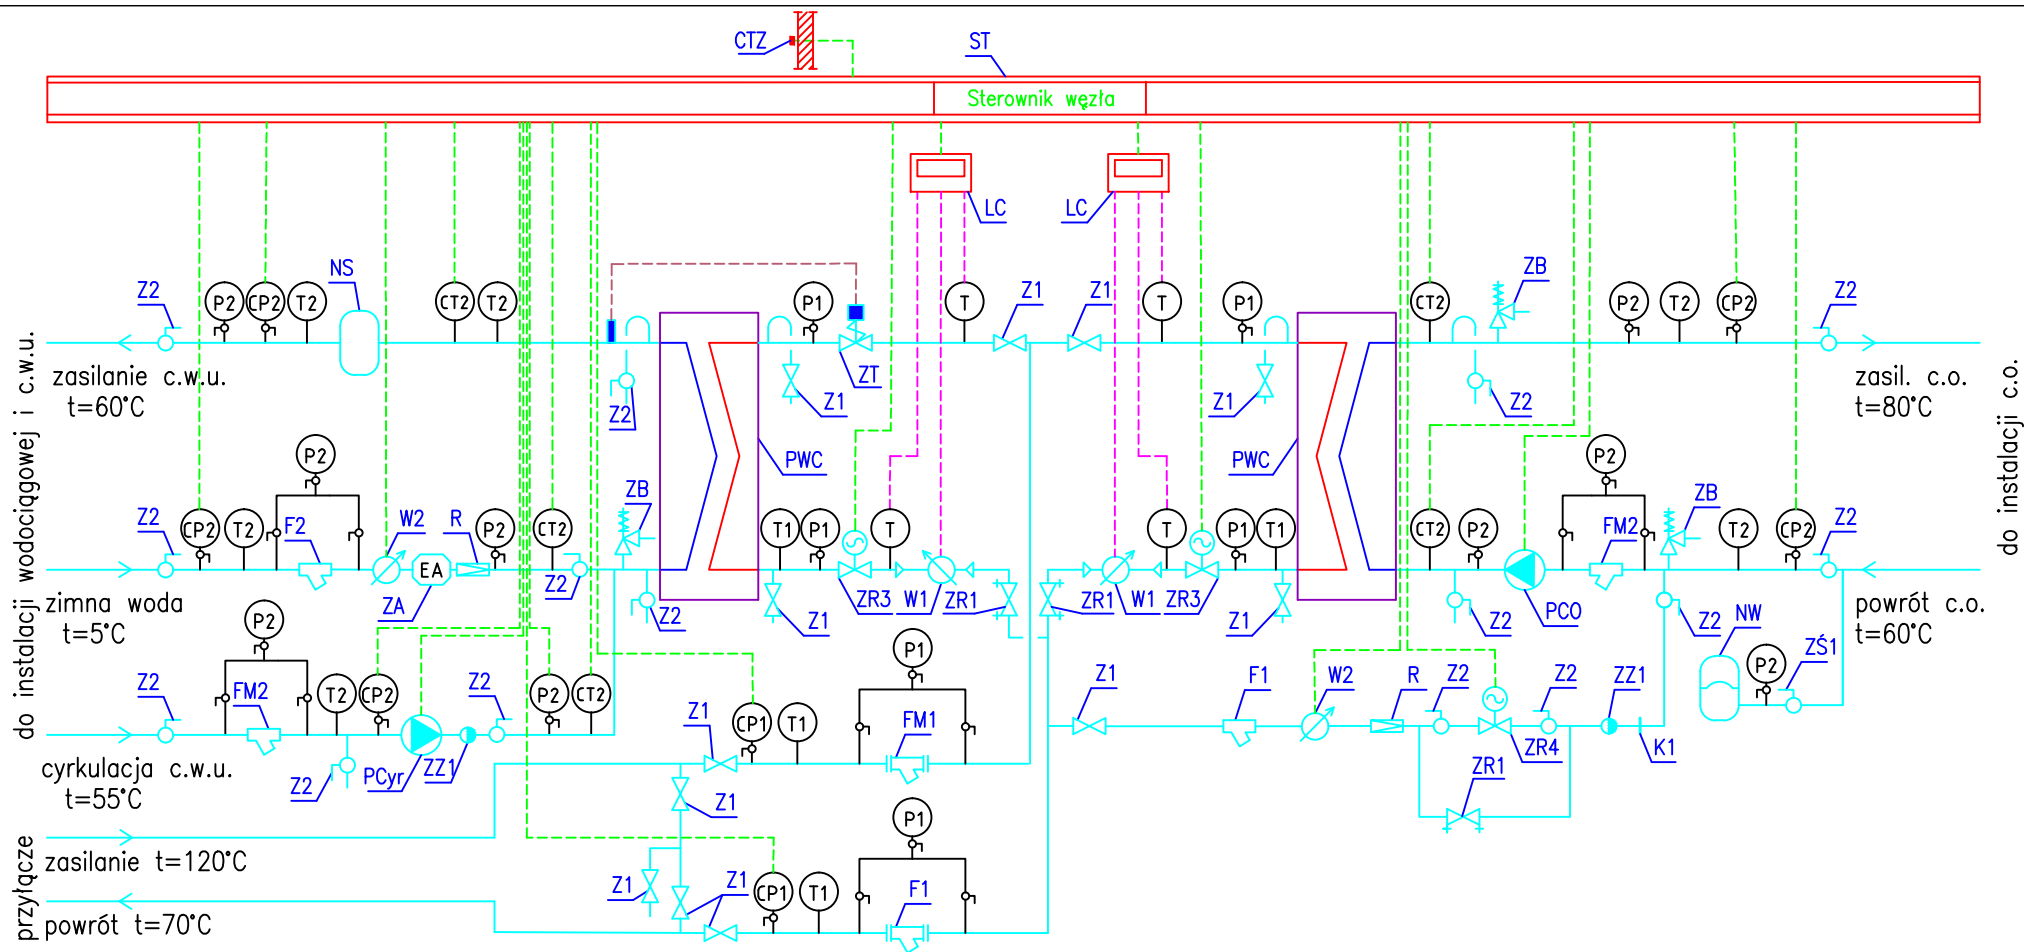 CTZ
ST
Sterownik węzła
LC
LC
Z2
P2
CP2
T2
NS
CT2
T2
P1
T
Z1
Z1
T
P1
CT2
ZB
P2
T2
CP2
Z2
zasilanie c.w.u.
t=60°C
Z2
Z1
ZT
Z1
Z2
zasil. c.o.
t=80°C
do instalacji wodociągowej i c.w.u.
do instalacji c.o.
P2
PWC
PWC
P2
Z2
CP2
T2
F2
W2
R
P2
CT2
ZB
T1
P1
T
T
P1
T1
CT2
P2
FM2
ZB
T2
CP2
Z2
EA
ZA
Z2
Z2
Z1
ZR3
W1
ZR1
ZR1
W1
ZR3
Z1
Z2
PCO
Z2
NW
zimna woda
t=5°C
powrót c.o.
t=60°C
P2
P1
Z2
FM2
T2
CP2
Z2
P2
CT2
Z1
CP1
T1
FM1
Z1
F1
W2
R
Z2
Z2
ZZ1
P2
ZŚ1
cyrkulacja c.w.u.
t=55°C
Z2
PCyr
ZZ1
Z1
ZR1
ZR4
K1
P1
przyłącze
zasilanie t=120°C
Z1
Z1
CP1
T1
F1
powrót t=70°C